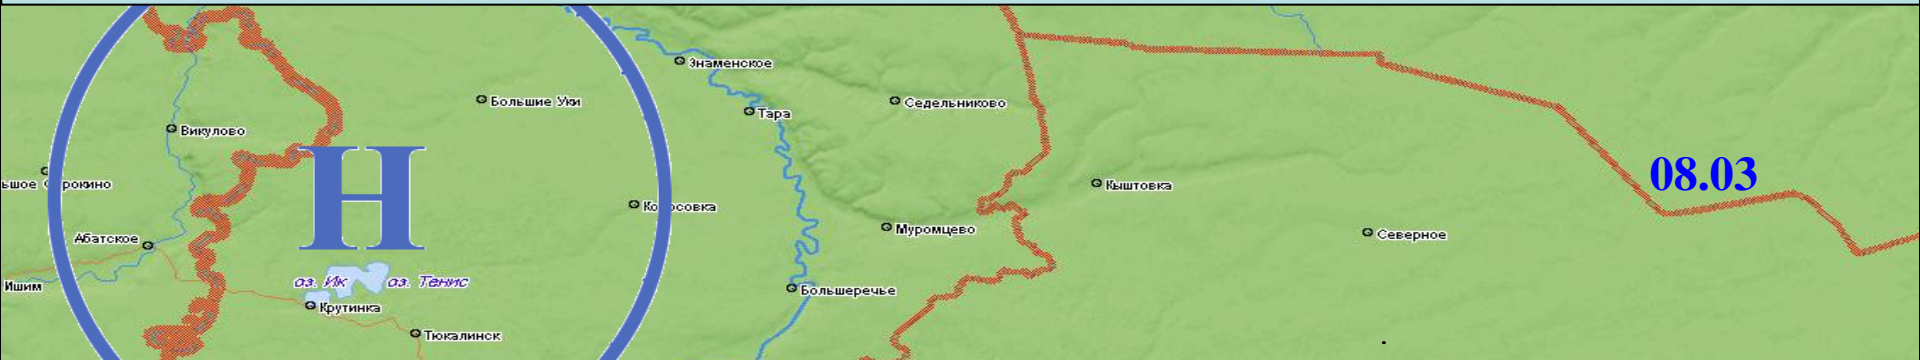 Знаменское
Большие Уки
Седельниково
Тара
Викулово
Н
08.03
Кыштовка
Муромцево
Северное
Абатское
оз. Ик
оз. Тенис
Ишим
Большеречье
Крутинка
Тюкалинск